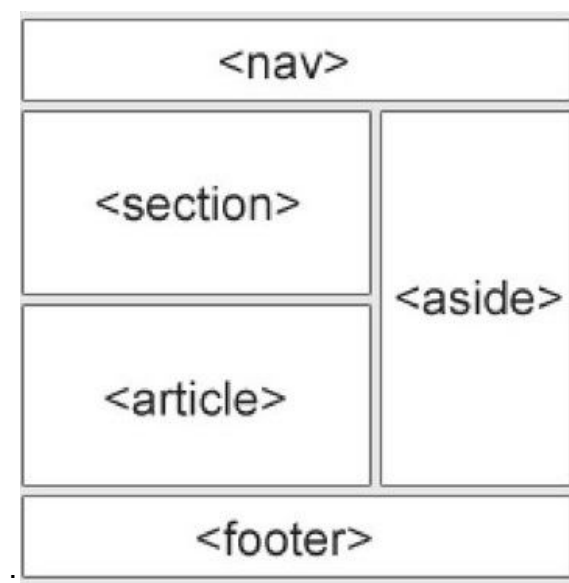 <nav>
<section>
<aside>
<article>
<footer>
.